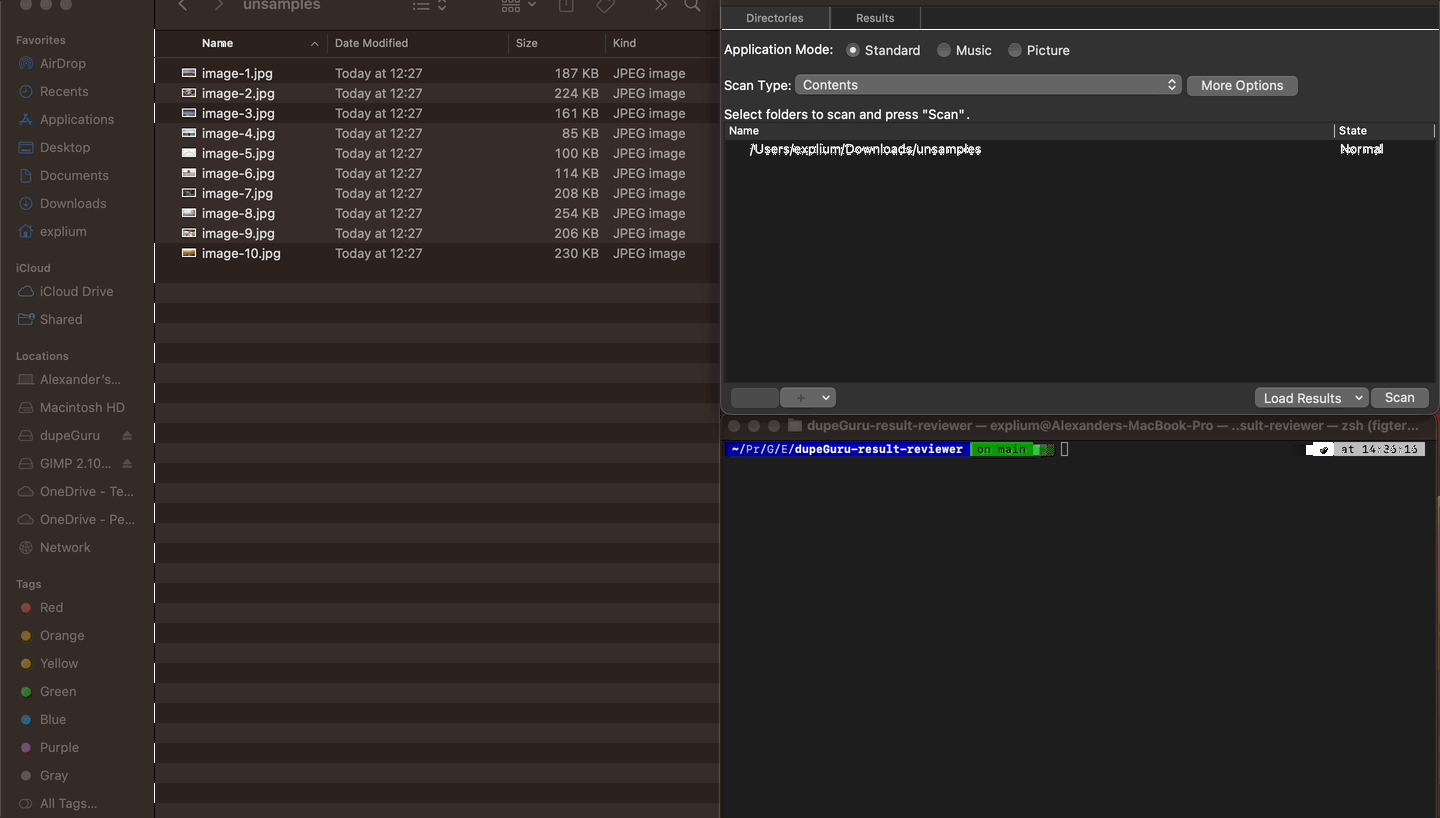 unsamples
Favorites
AirDrop
Recents
Applications
Desktop
Documents
Downloads
explium
iCloud
iCloud Drive
Shared
Locations
Alexander's...
Macintosh HD
dupeGuru
GIMP 2.10...
OneDrive - Te...
OneDrive - Pe...
Network
Tags
Red
Orange
Yellow
Green
Blue
Purple
Gray
All Tags...
Name Date Modified Size Kind
image-1.jpg Today at 12:27 187 KB JPEG image
image-2.jpg Today at 12:27 224 KB JPEG image
image-3.jpg Today at 12:27 161 KB JPEG image
image-4.jpg Today at 12:27 85 KB JPEG image
image-5.jpg Today at 12:27 100 KB JPEG image
image-6.jpg Today at 12:27 114 KB JPEG image
image-7.jpg Today at 12:27 208 KB JPEG image
image-8.jpg Today at 12:27 254 KB JPEG image
image-9.jpg Today at 12:27 206 KB JPEG image
image-10.jpg Today at 12:27 230 KB JPEG image
Directories Results
Application Mode: Standard Music Picture
Scan Type: Contents More Options
Select folders to scan and press "Scan".
Name State
/Users/explium/Downloads/unsamples Normal
+ Load Results Scan
dupeGuru-result-reviewer — explium@Alexanders-MacBook-Pro — ..sult-reviewer — zsh (figter...
~/Pr/G/E/dupeGuru-result-reviewer on main at